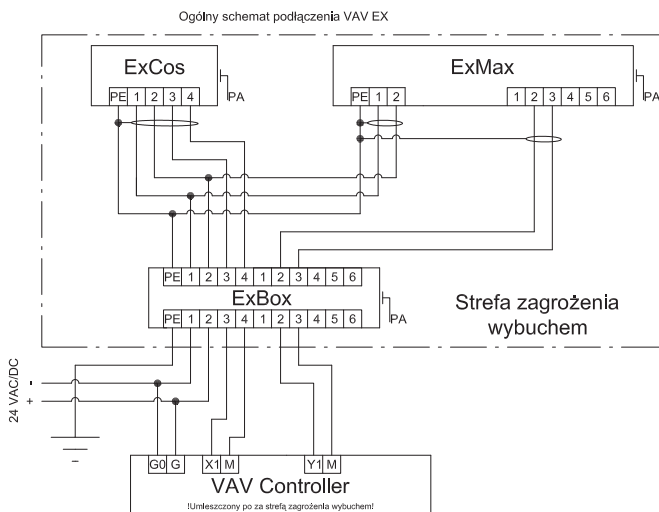 Ogólny schemat podłączenia VAV EX
ExCos
ExMax
PE 1 2 3 4
PA
PE 1 2
1 2 3 4 5 6
PA
PE 1 2 3 4 1 2 3 4 5 6
ExBox
PE 1 2 3 4 1 2 3 4 5 6
PA
Strefa zagrożenia
wybuchem
24 VAC/DC
-
+
G0 G X1 M Y1 M
VAV Controller
!Umleszczony po za strefą zagrożenia wybuchem!